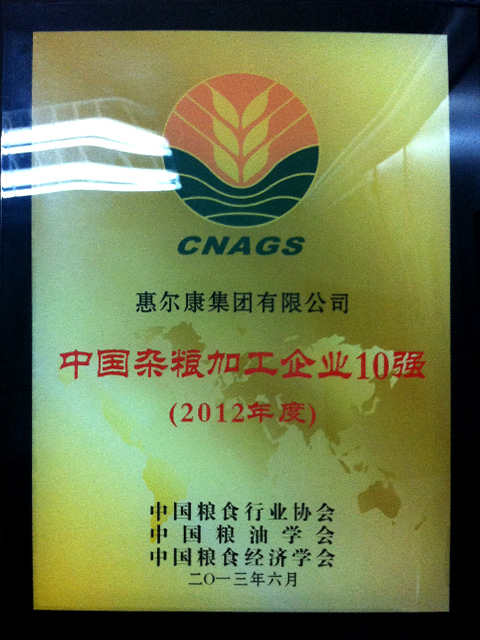 CNAGS
惠尔康集团有限公司
中国杂粮加工企业10强
(2012年度)
中国粮食行业协会
中国粮油学会
中国粮食经济学会
二〇一三年六月